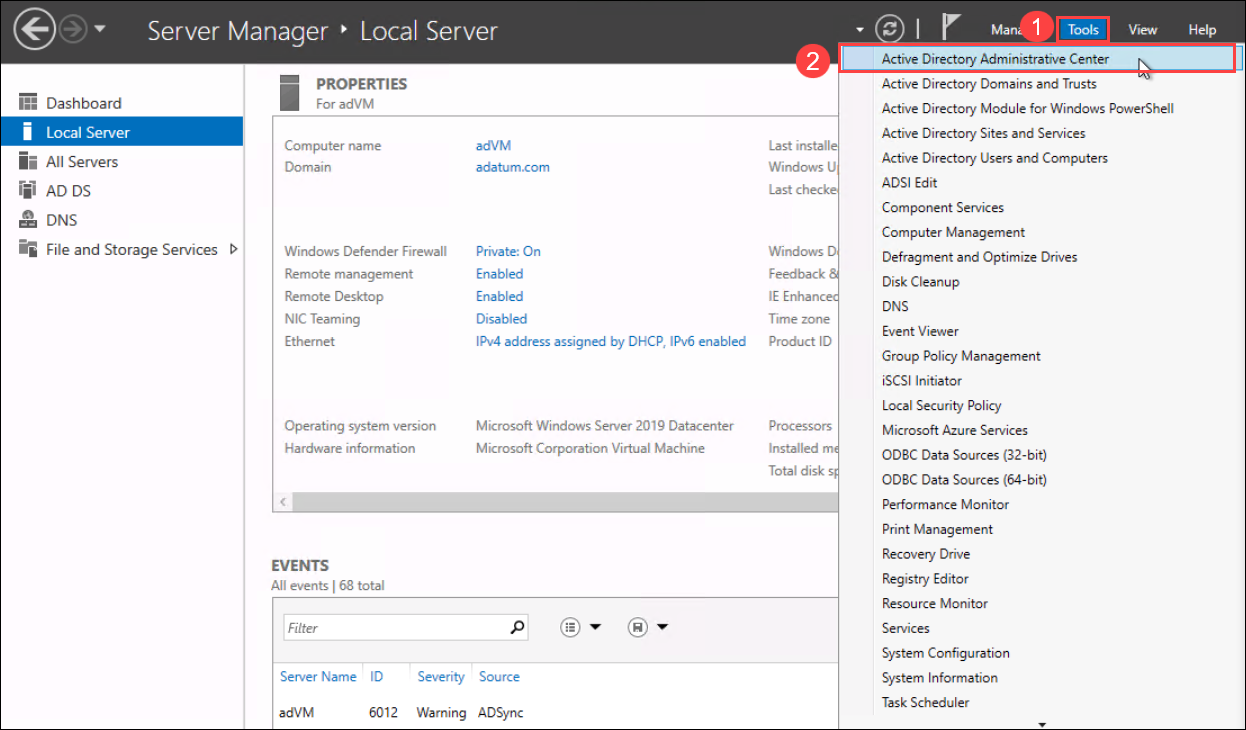 Server Manager ‣ Local Server
Mana
1
Tools
View
Help
2
Active Directory Administrative Center
Active Directory Domains and Trusts
Active Directory Module for Windows PowerShell
Active Directory Sites and Services
Active Directory Users and Computers
ADSI Edit
Component Services
Computer Management
Defragment and Optimize Drives
Disk Cleanup
DNS
Event Viewer
Group Policy Management
iSCSI Initiator
Local Security Policy
Microsoft Azure Services
ODBC Data Sources (32-bit)
ODBC Data Sources (64-bit)
Performance Monitor
Print Management
Recovery Drive
Registry Editor
Resource Monitor
Services
System Configuration
System Information
Task Scheduler
Dashboard
Local Server
All Servers
AD DS
DNS
File and Storage Services
PROPERTIES
For adVM
Computer name adVM Last installe
Domain adatum.com Windows Up
Last checke
Windows Defender Firewall Private: On Windows De
Remote management Enabled Feedback &
Remote Desktop Enabled IE Enhanced
NIC Teaming Disabled Time zone
Ethernet IPv4 address assigned by DHCP, IPv6 enabled Product ID
Operating system version Microsoft Windows Server 2019 Datacenter Processors
Hardware information Microsoft Corporation Virtual Machine Installed me
Total disk sp
EVENTS
All events | 68 total
Filter
Server Name ID Severity Source
adVM 6012 Warning ADSync